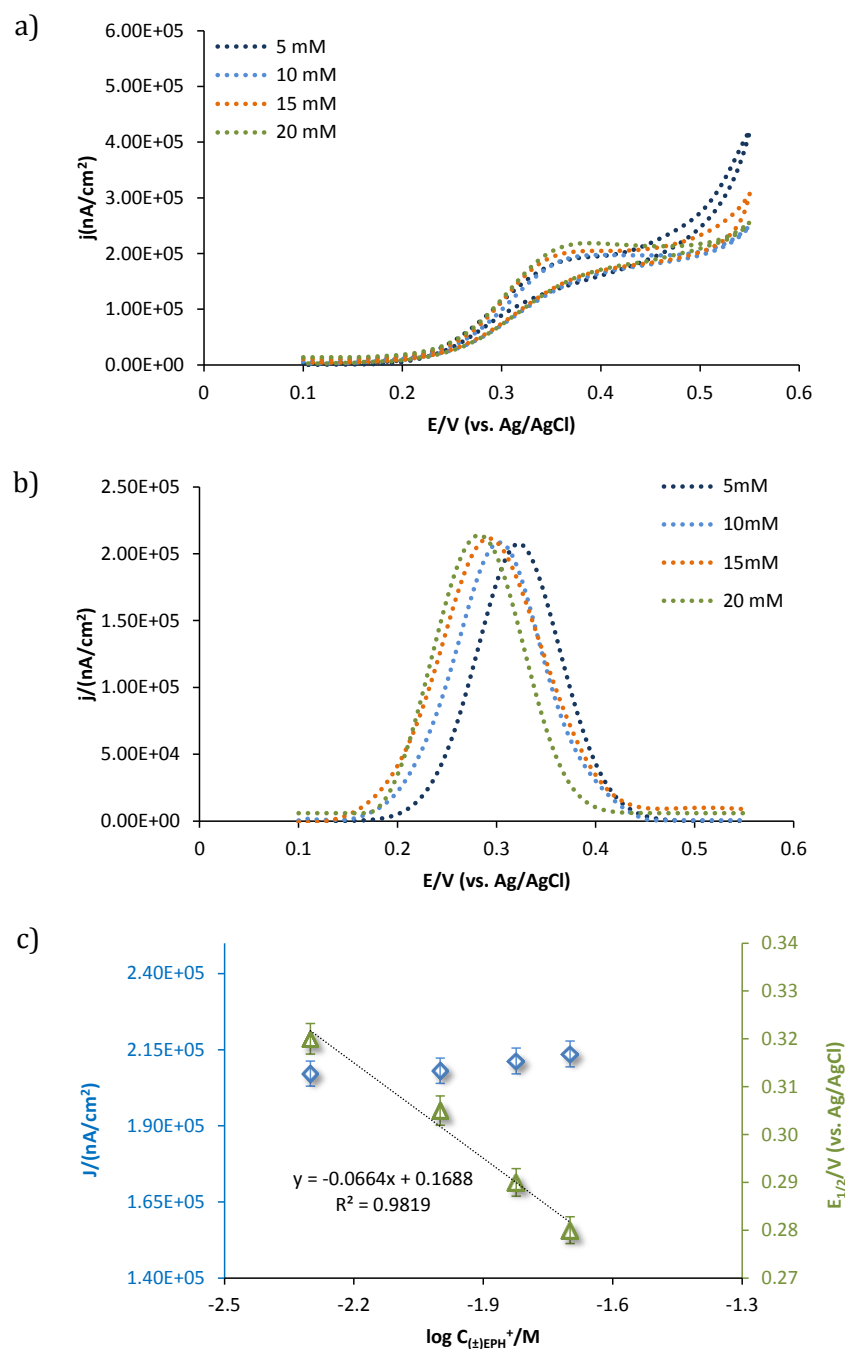 a)
6.00E+05
5.00E+05
4.00E+05
3.00E+05
2.00E+05
1.00E+05
0.00E+00
j(nA/cm²)
5 mM
10 mM
15 mM
20 mM
0 0.1 0.2 0.3 0.4 0.5 0.6
E/V (vs. Ag/AgCl)
b)
2.50E+05
2.00E+05
1.50E+05
1.00E+05
5.00E+04
0.00E+00
j/(nA/cm²)
5mM
10mM
15mM
20 mM
0 0.1 0.2 0.3 0.4 0.5 0.6
E/V (vs. Ag/AgCl)
c)
2.40E+05
2.15E+05
1.90E+05
1.65E+05
1.40E+05
J/(nA/cm²)
y = -0.0664x + 0.1688
R² = 0.9819
0.34
0.33
0.32
0.31
0.30
0.29
0.28
0.27
E₁/₂/V (vs. Ag/AgCl)
-2.5 -2.2 -1.9 -1.6 -1.3
log C₍±₎EPH⁺/M